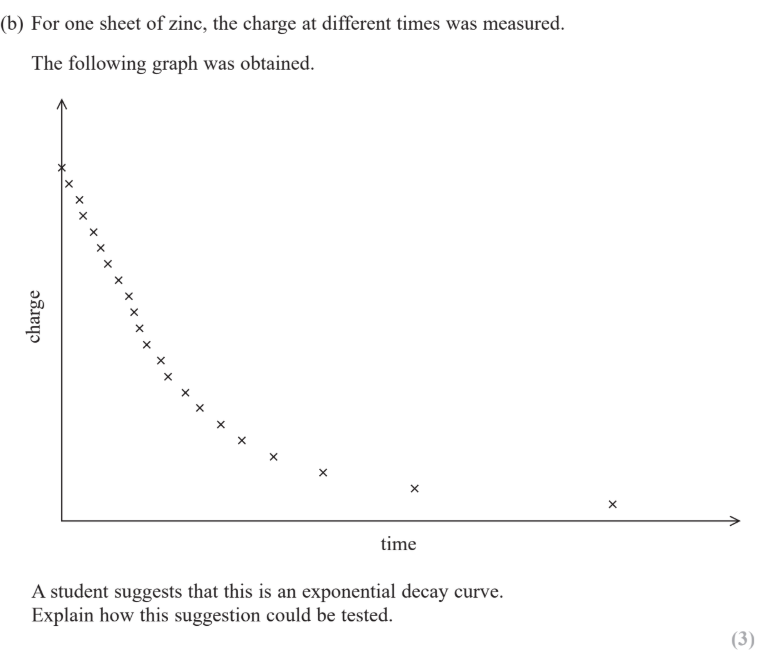 (b) For one sheet of zinc, the charge at different times was measured.
The following graph was obtained.
charge
time
A student suggests that this is an exponential decay curve.
Explain how this suggestion could be tested.
(3)